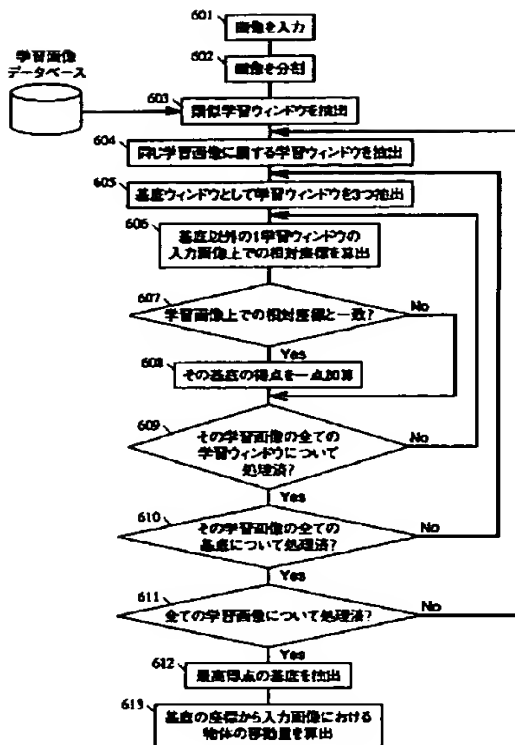 601
画像を入力
602
画像を分割
学習画像
データベース
603
類似学習ウィンドウを抽出
604
同じ学習画像に属する学習ウィンドウを抽出
605
基底ウィンドウとして学習ウィンドウを3つ抽出
606
基底以外の1学習ウィンドウの
入力画像上での相対座標を算出
607
学習画像上での相対座標と一致?
No
Yes
608
その基底の得点を一点加算
609
その学習画像の全ての
学習ウィンドウについて
処理済?
No
Yes
610
その学習画像の全ての
基底について処理済?
No
Yes
611
全ての学習画像について処理済?
No
Yes
612
最高得点の基底を抽出
613
基底の座標から入力画像における
物体の移動量を算出